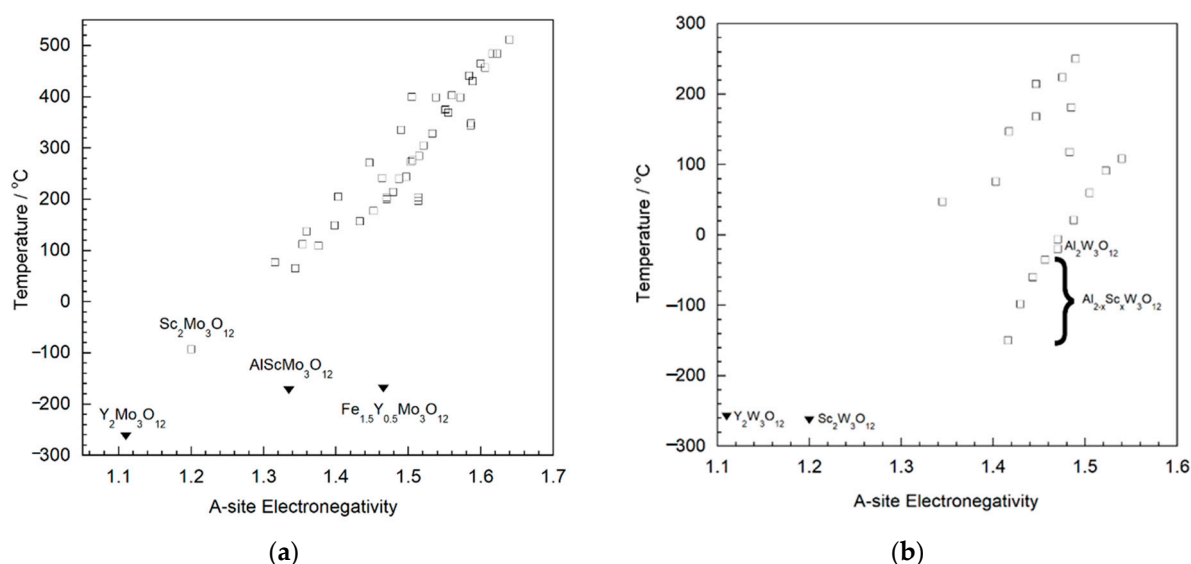 500
400
300
200
100
0
−100
−200
−300
Temperature / °C
Sc₂Mo₃O₁₂
AlScMo₃O₁₂
Y₂Mo₃O₁₂
Fe₁.₅Y₀.₅Mo₃O₁₂
1.1 1.2 1.3 1.4 1.5 1.6 1.7
A-site Electronegativity
(a)
300
200
100
0
−100
−200
−300
Temperature / °C
Al₂W₃O₁₂
Al₂₋ₓScₓW₃O₁₂
Y₂W₃O₁₂ Sc₂W₃O₁₂
1.1 1.2 1.3 1.4 1.5 1.6
A-site Electronegativity
(b)